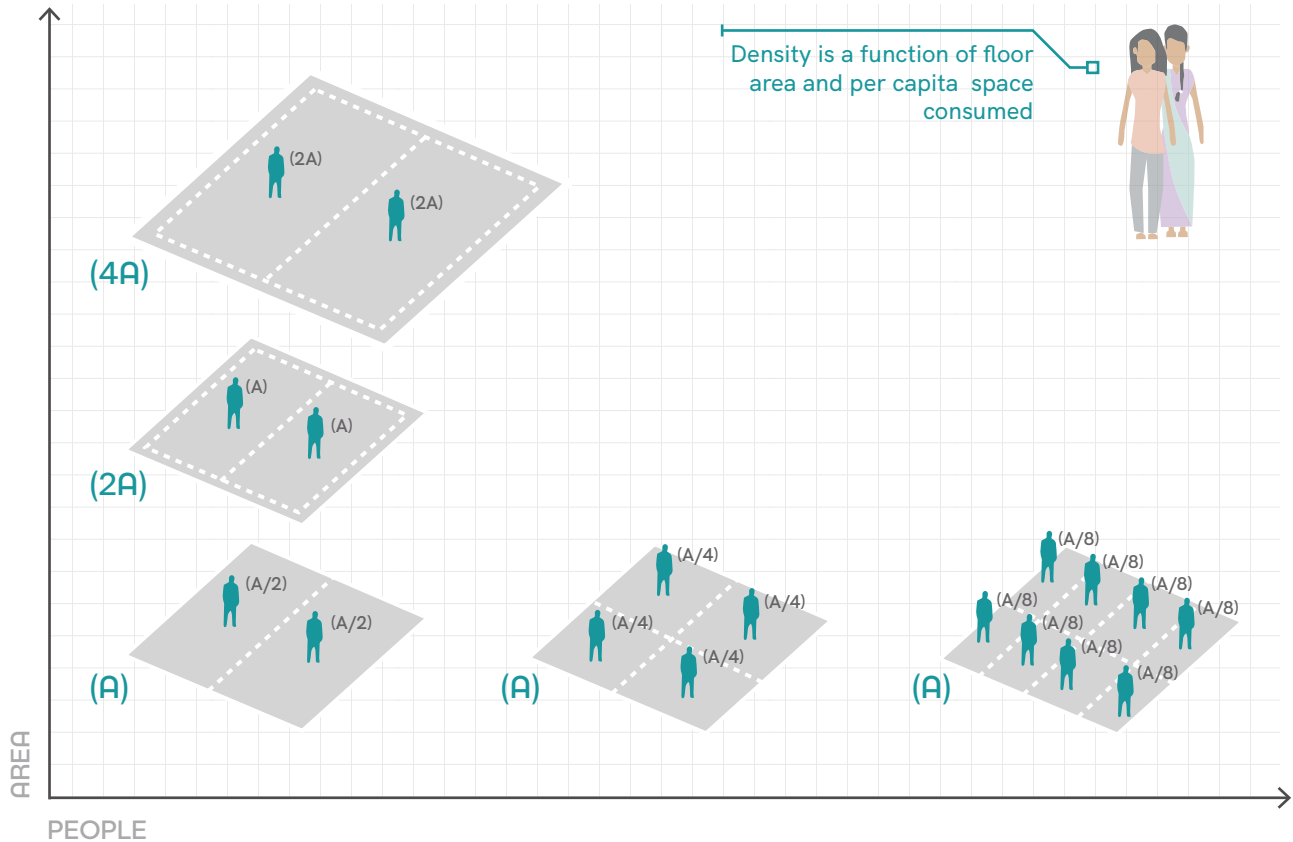 Density is a function of floor
area and per capita space
consumed
(2A)
(2A)
(4A)
(A)
(A)
(2A)
(A/2)
(A/2)
(A)
(A/4)
(A/4)
(A/4)
(A/4)
(A)
(A/8)
(A/8)
(A/8)
(A/8)
(A/8)
(A/8)
(A/8)
(A/8)
(A)
AREA
PEOPLE